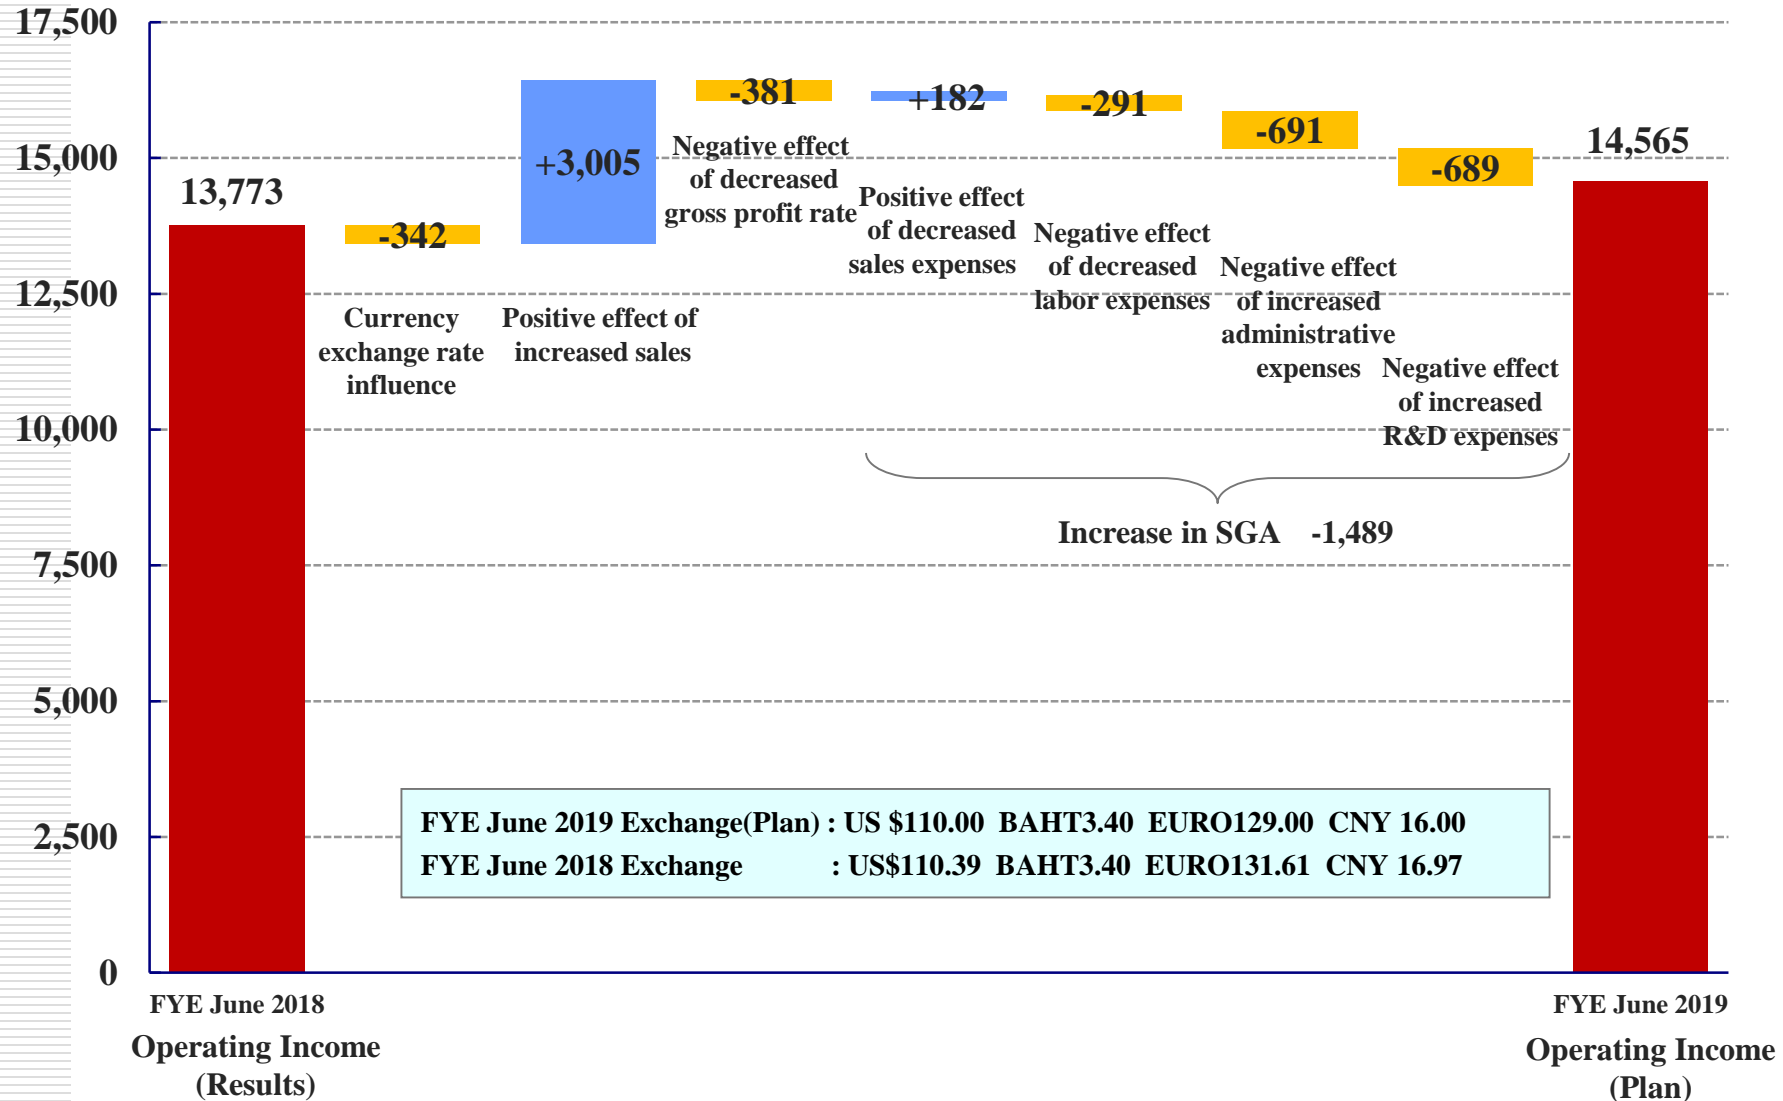 17,500
15,000
12,500
10,000
7,500
5,000
2,500
0
13,773
-342
+3,005
-381
+182
-291
-691
-689
14,565
Currency
exchange rate
influence
Positive effect of
increased sales
Negative effect
of decreased
gross profit rate
Positive effect
of decreased
sales expenses
Negative effect
of decreased
labor expenses
Negative effect
of increased
administrative
expenses
Negative effect
of increased
R&D expenses
Increase in SGA -1,489
FYE June 2019 Exchange(Plan) : US $110.00 BAHT3.40 EURO129.00 CNY 16.00
FYE June 2018 Exchange : US$110.39 BAHT3.40 EURO131.61 CNY 16.97
FYE June 2018
Operating Income
(Results)
FYE June 2019
Operating Income
(Plan)